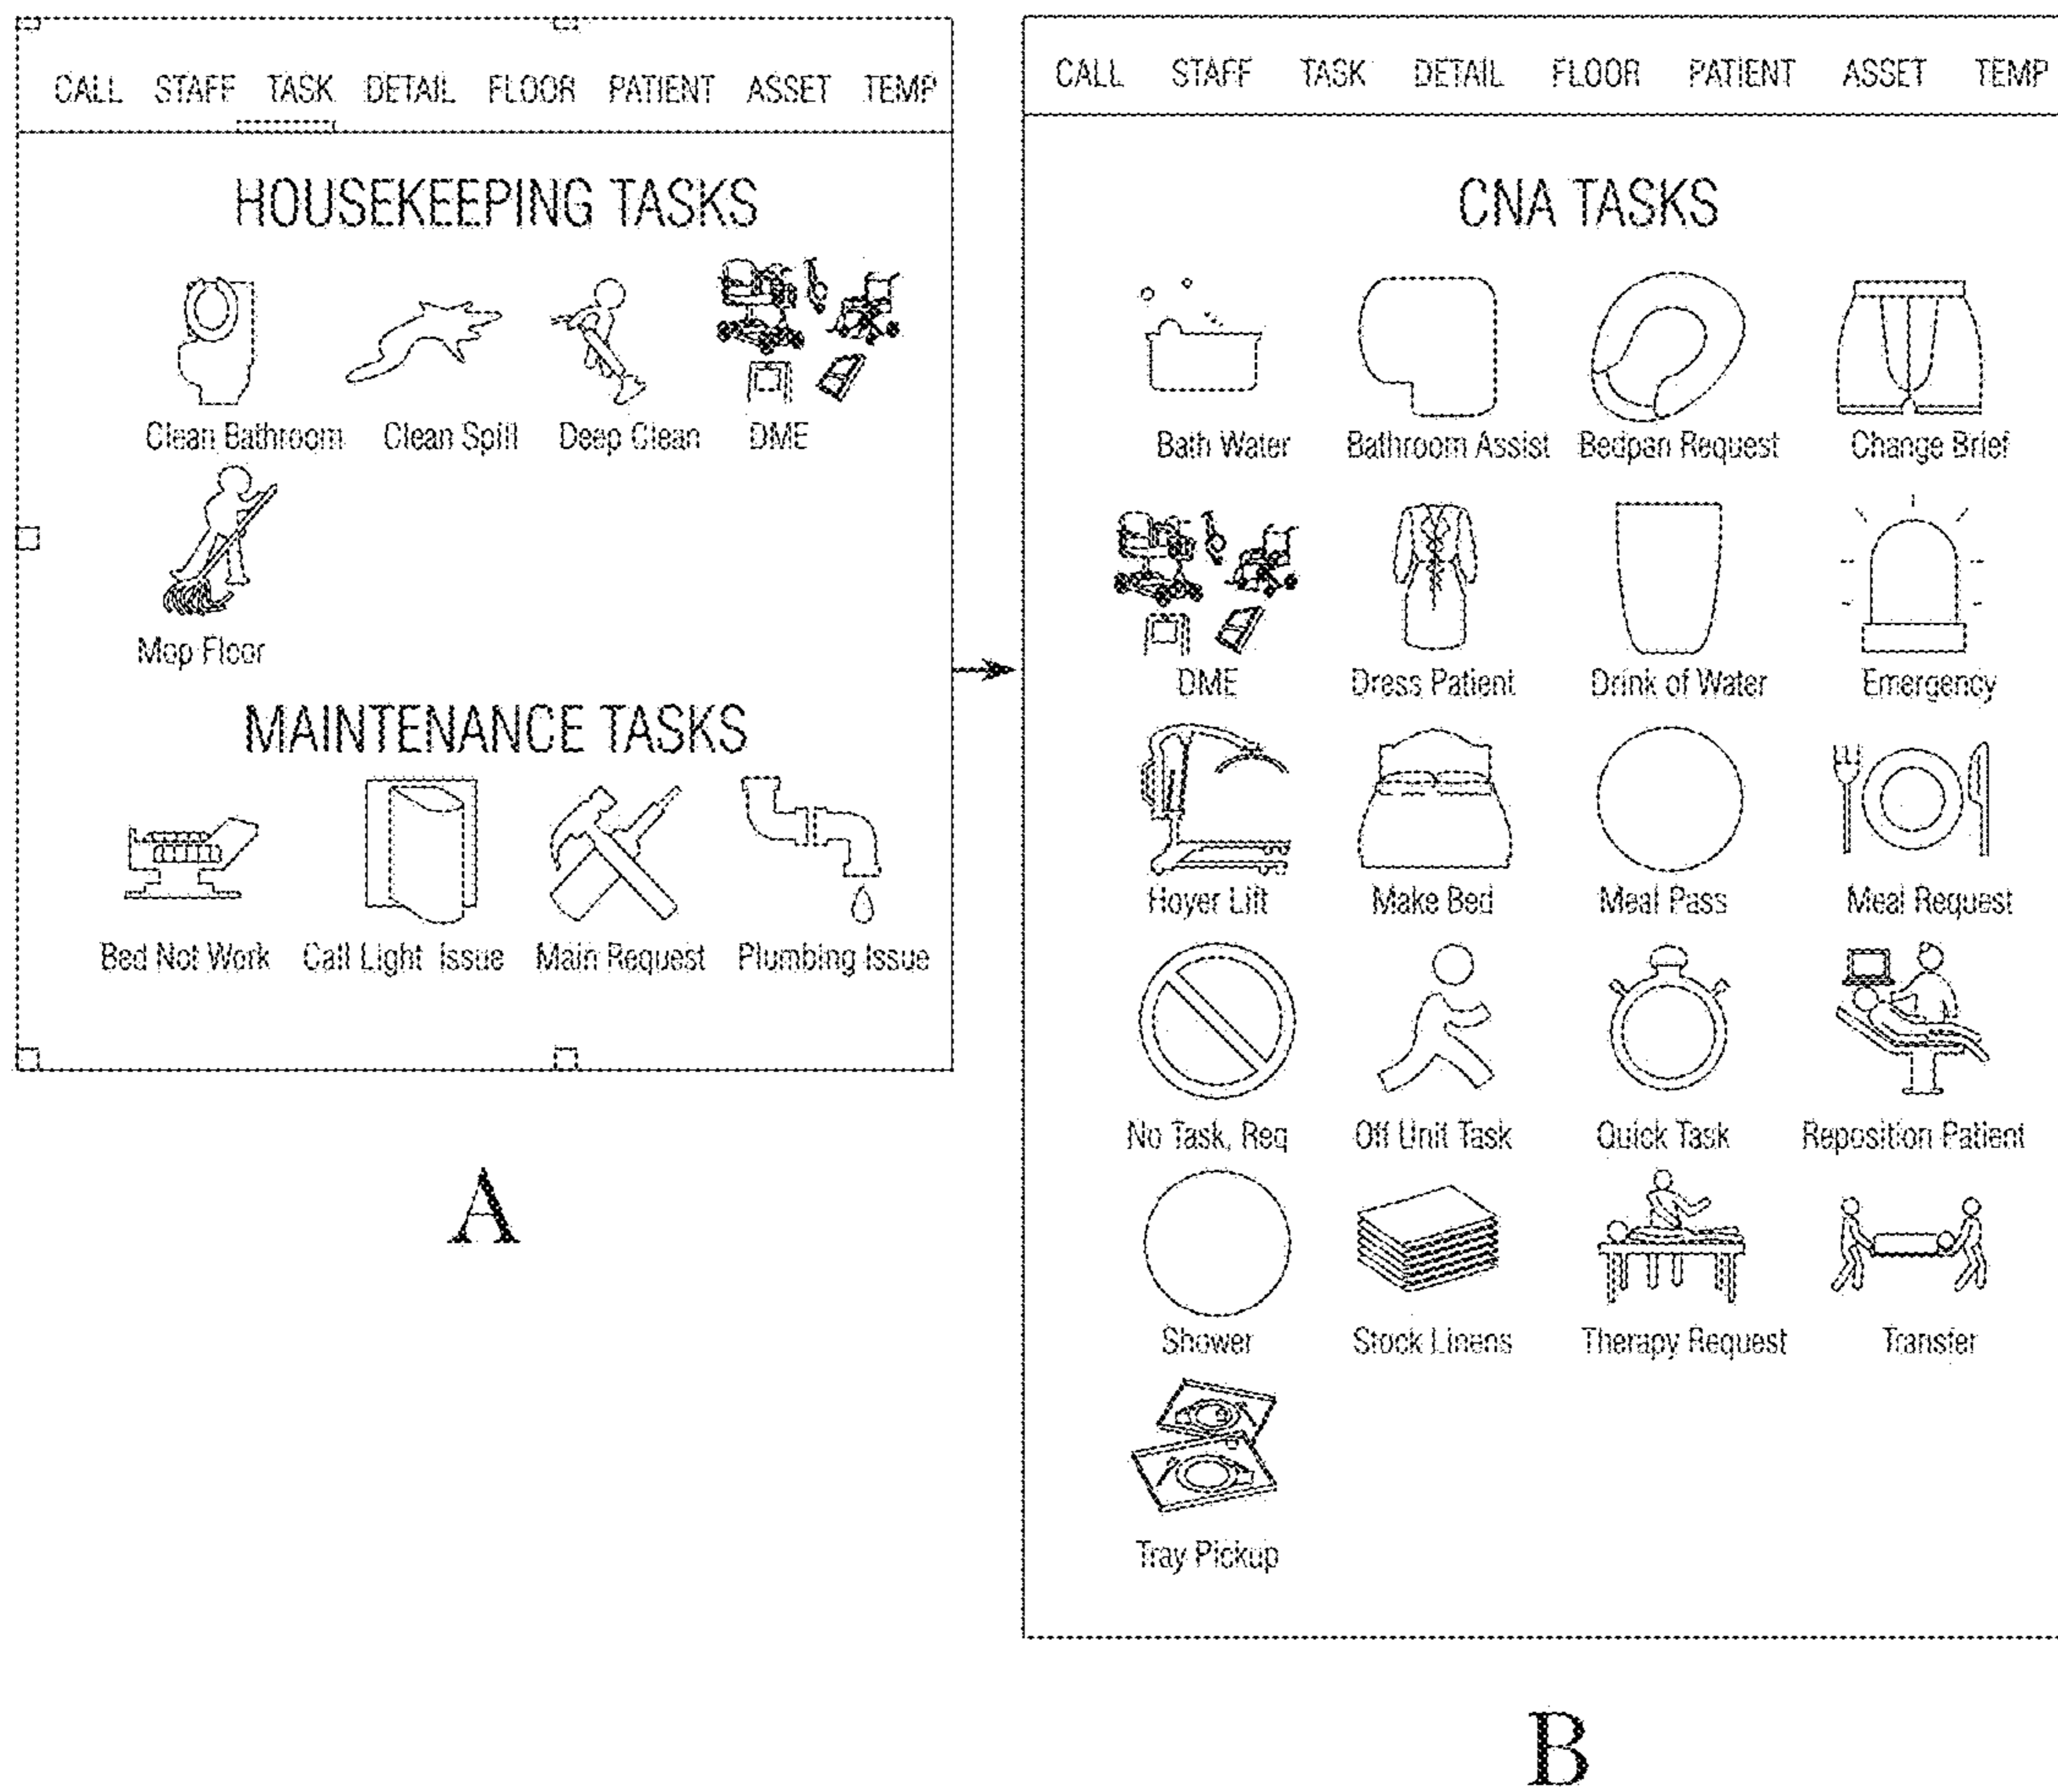 CALL STAFF TASK DETAIL FLOOR PATIENT ASSET TEMP
HOUSEKEEPING TASKS
Clean Bathroom Clean Spill Deep Clean DME
Mop Floor
MAINTENANCE TASKS
Bed Not Work Call Light Issue Main Request Plumbing Issue
A
CALL STAFF TASK DETAIL FLOOR PATIENT ASSET TEMP
CNA TASKS
Bath Water Bathroom Assist Bedpan Request Change Brief
DME Dress Patient Drink of Water Emergency
Hoyer Lift Make Bed Meal Pass Meal Request
No Task, Req Off Unit Task Quick Task Reposition Patient
Shower Stock Linens Therapy Request Transfer
Tray Pickup
B